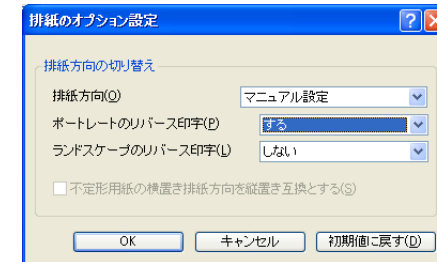 排紙のオプション設定
排紙方向の切り替え
排紙方向(O) マニュアル設定
ポートレートのリバース印字(P) する
ランドスケープのリバース印字(L) しない
不定形用紙の横置き排紙方向を縦置き互換とする(S)
OK キャンセル 初期値に戻す(D)